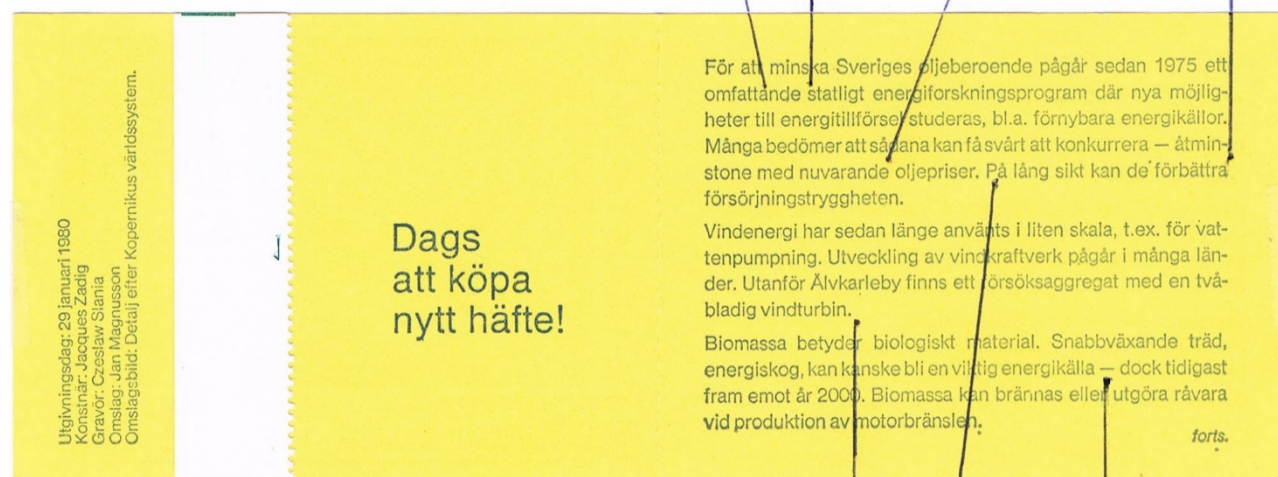 Utgivningsdag: 29 januari 1980
Konstnär: Jacques Zadig
Gravör: Czeslaw Slania
Omslag: Jan Magnusson
Omslagsbild: Detalj efter Kopernikus världssystem.
Dags
att köpa
nytt häfte!
För att minska Sveriges oljeberoende pågår sedan 1975 ett
omfattande statligt energiforskningsprogram där nya möjlig-
heter till energitillförsel studeras, bl.a. förnybara energikällor.
Många bedömer att sådana kan få svårt att konkurrera — åtmin-
stone med nuvarande oljepriser. På lång sikt kan de förbättra
försörjningstryggheten.
Vindenergi har sedan länge använts i liten skala, t.ex. för vat-
tenpumpning. Utveckling av vindkraftverk pågår i många län-
der. Utanför Älvkarleby finns ett försöksaggregat med en två-
bladig vindturbin.
Biomassa betyder biologiskt material. Snabbväxande träd,
energiskog, kan kanske bli en viktig energikälla — dock tidigast
fram emot år 2000. Biomassa kan brännas eller utgöra råvara
vid produktion av motorbränslen.
forts.